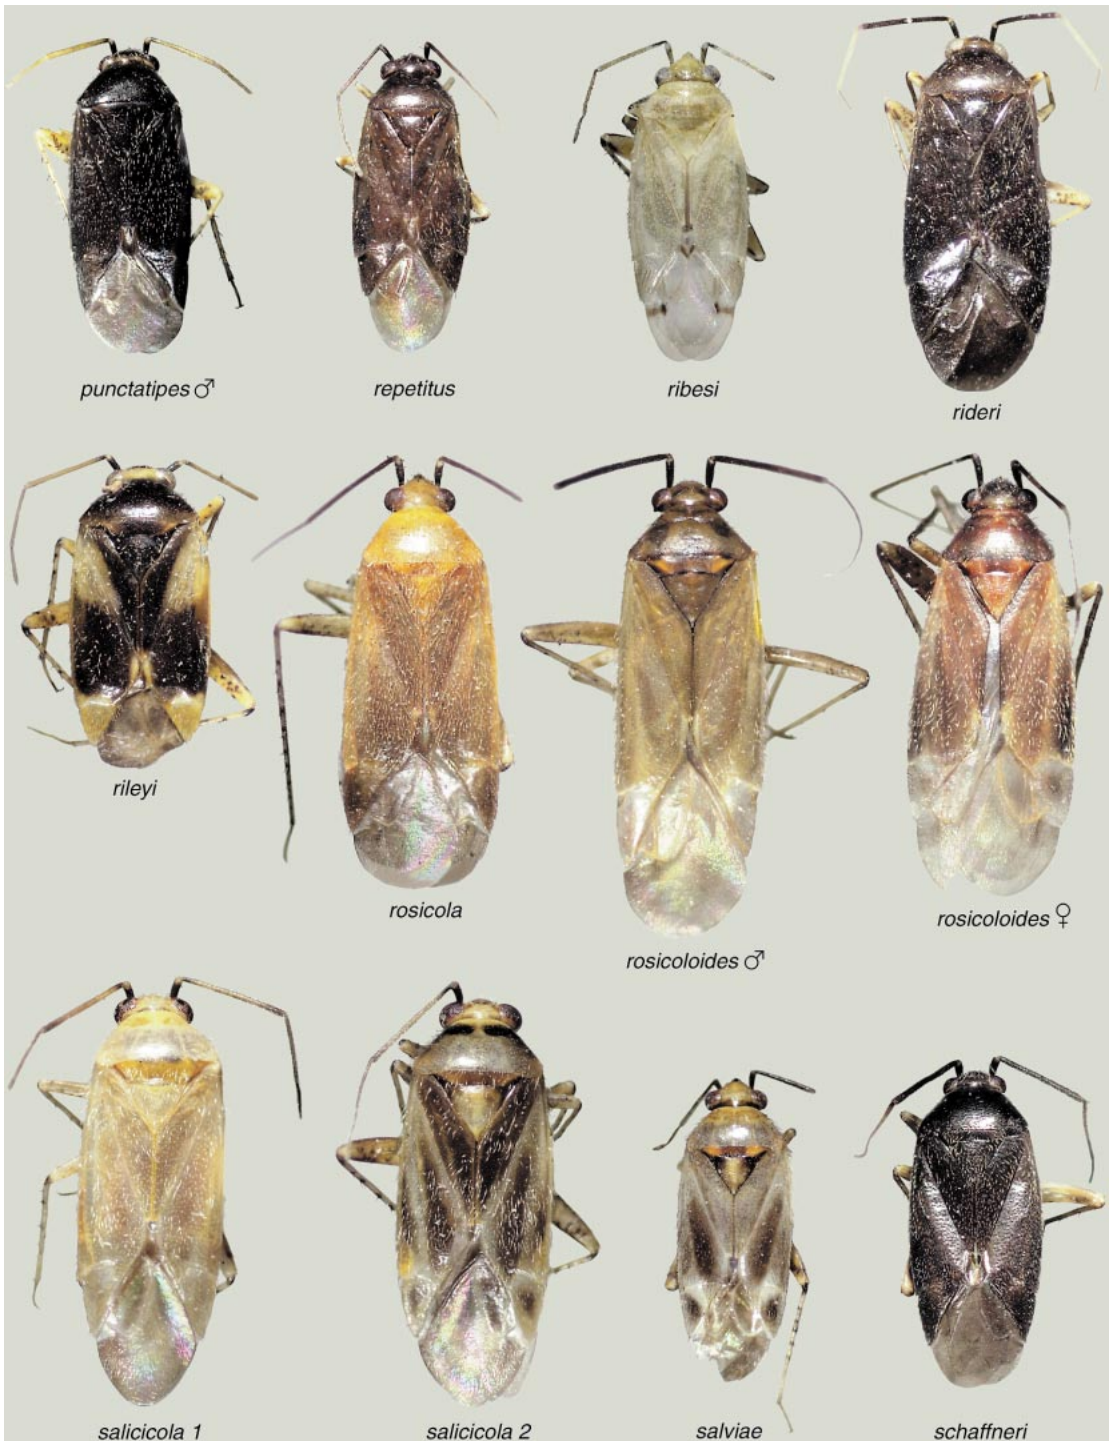 punctatipes ♂
repetitus
ribesi
rideri
rileyi
rosicola
rosicoloides ♂
rosicoloides ♀
salicicola 1
salicicola 2
salviae
schaffneri